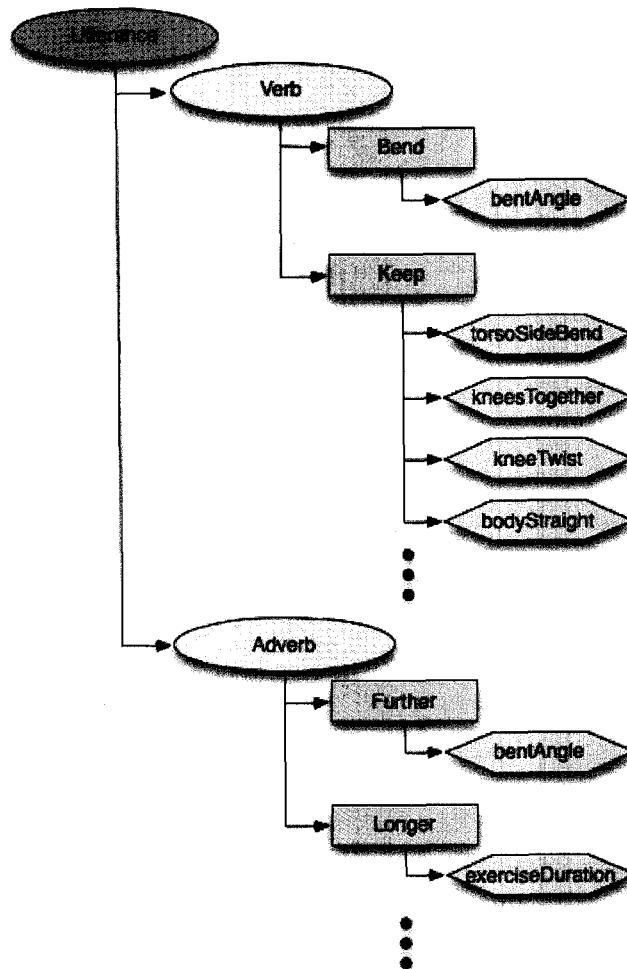 Utterance
Verb
Bend
bentAngle
Keep
torsoSideBend
kneesTogether
kneeTwist
bodyStraight
Adverb
Further
bentAngle
Longer
exerciseDuration